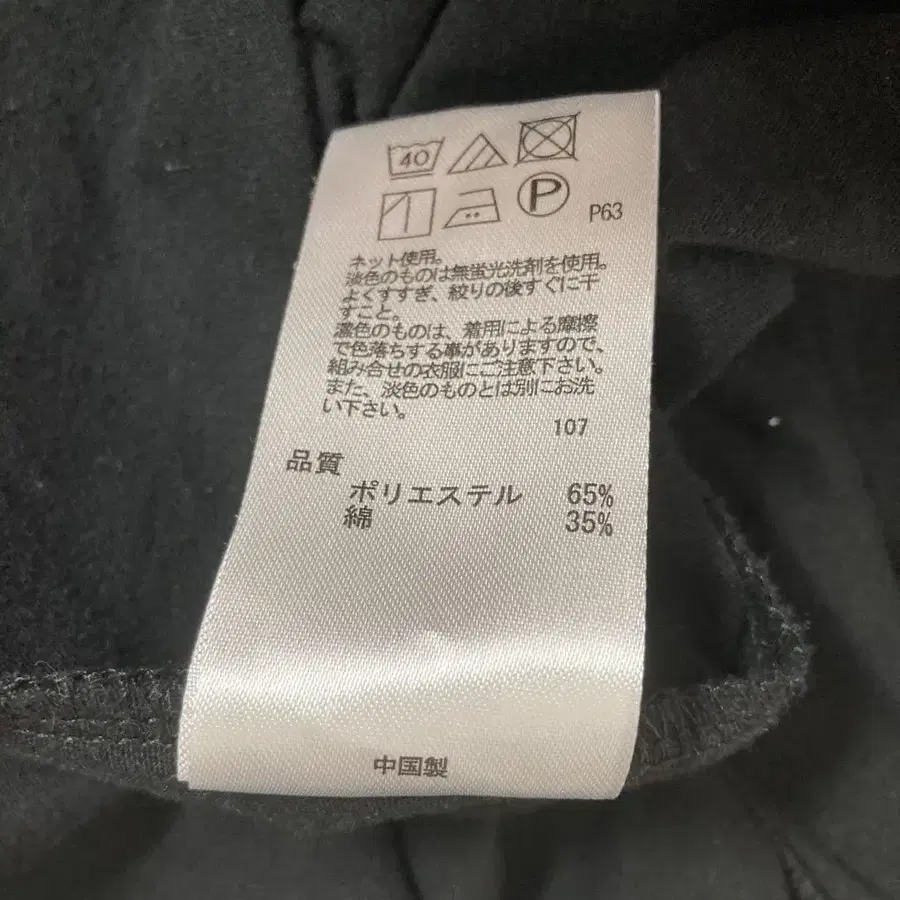 40
P
P63
ネット使用。
淡色のものは無蛍光洗剤を使用。
よくすすぎ、絞りの後すぐに干
すこと。
濃色のものは、着用による摩擦
で色落ちする事がありますので、
組み合せの衣服にご注意下さい。
また、淡色のものとは別にお洗
い下さい。
107
品質
ポリエステル 65%
綿 35%
中国製